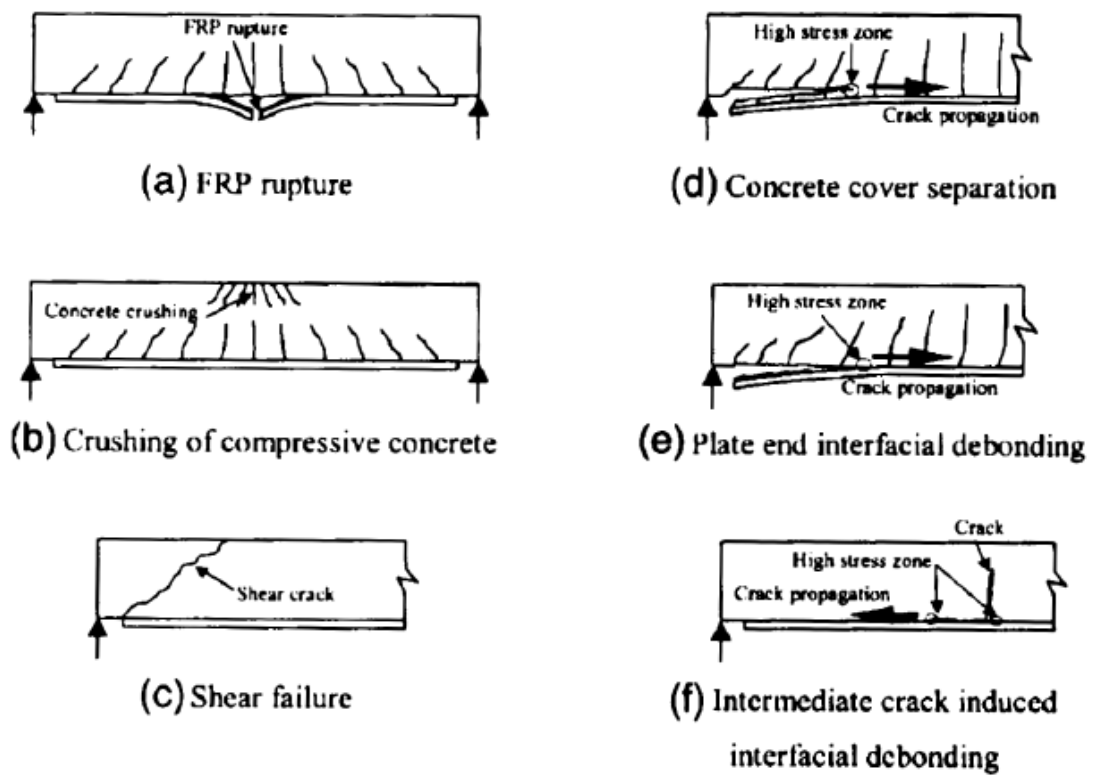 FRP rupture
(a) FRP rupture
Concrete crushing
(b) Crushing of compressive concrete
Shear crack
(c) Shear failure
High stress zone
Crack propagation
(d) Concrete cover separation
High stress zone
Crack propagation
(e) Plate end interfacial debonding
Crack
High stress zone
Crack propagation
(f) Intermediate crack induced
interfacial debonding